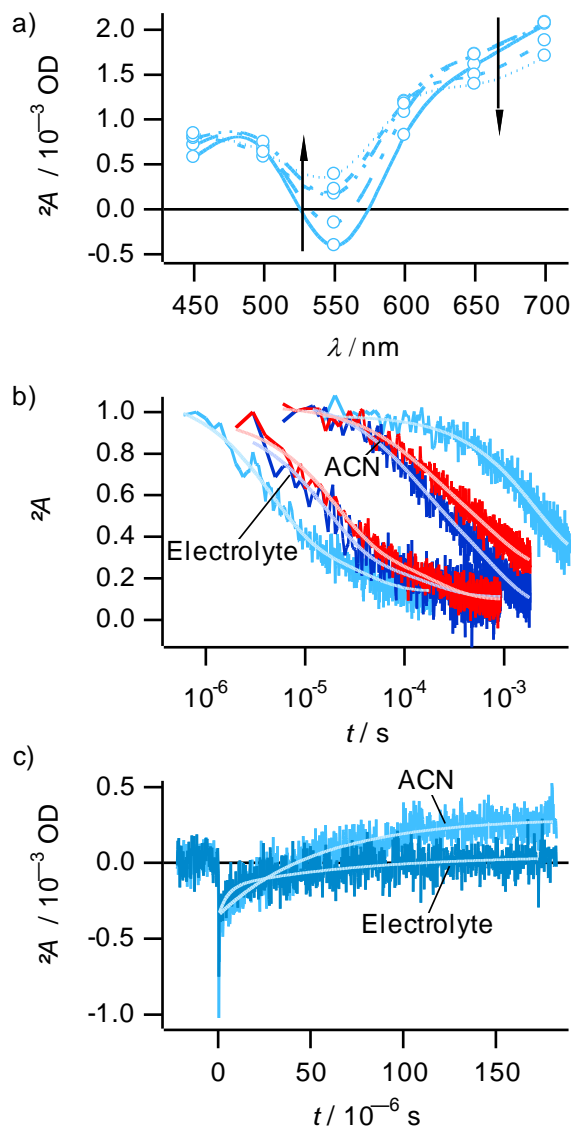 a)
²A / 10⁻³ OD
2.0
1.5
1.0
0.5
0.0
-0.5
450 500 550 600 650 700
λ / nm
b)
²A
1.0
0.8
0.6
0.4
0.2
0.0
ACN
Electrolyte
10⁻⁶ 10⁻⁵ 10⁻⁴ 10⁻³
t / s
c)
²A / 10⁻³ OD
0.5
0.0
-0.5
-1.0
ACN
Electrolyte
0 50 100 150
t / 10⁻⁶ s